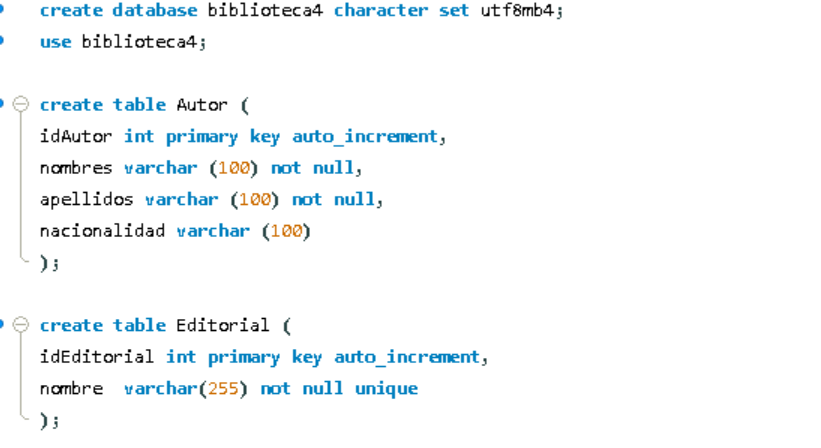 create database biblioteca4 character set utf8mb4;
use biblioteca4;
create table Autor (
idAutor int primary key auto_increment,
nombres varchar (100) not null,
apellidos varchar (100) not null,
nacionalidad varchar (100)
);
create table Editorial (
idEditorial int primary key auto_increment,
nombre  varchar(255) not null unique
);